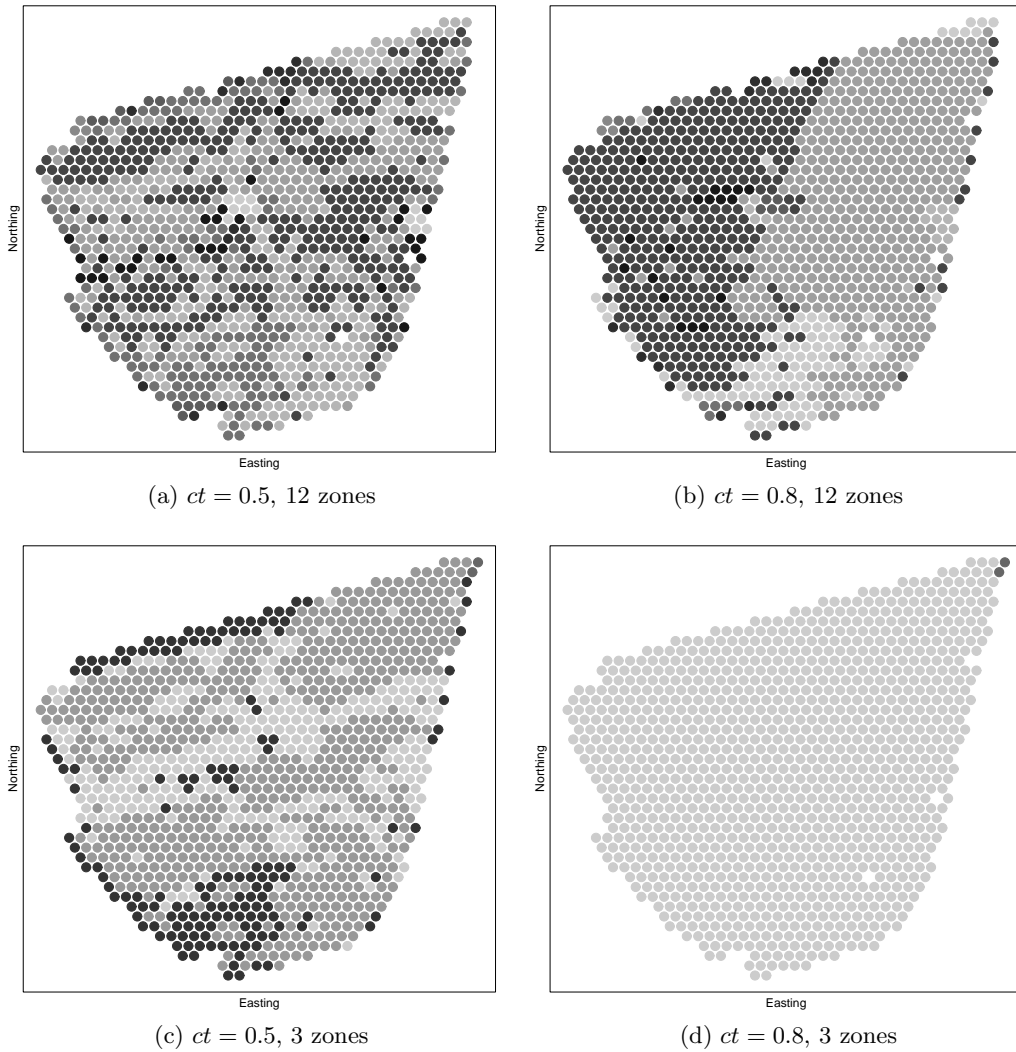 Northing
Northing
Easting
Easting
(a) ct = 0.5, 12 zones
(b) ct = 0.8, 12 zones
Northing
Northing
Easting
Easting
(c) ct = 0.5, 3 zones
(d) ct = 0.8, 3 zones